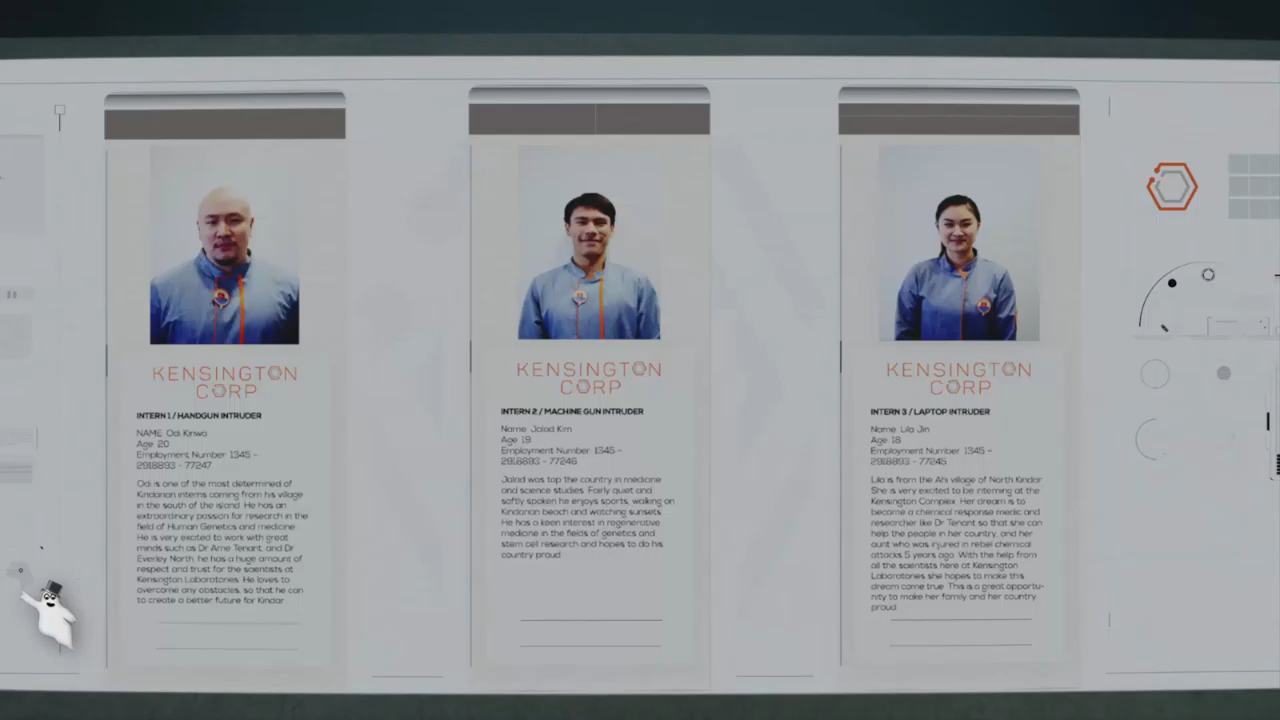 KENSINGTON
CORP
INTERN 1 / HANDGUN INTRUDER
NAME Odi Kinwa
Age 20
Employment Number 1345 -
2918893 - 77247
Odi is one of the most determined of
Kindarian interns coming from his village
in the south of the island. He has an
extraordinary passion for research in the
field of Human Genetics and medicine
He is very excited to work with great
minds such as Dr Arne Tenant, and Dr
Everley North, he has a huge amount of
respect and trust for the scientists at
Kensington Laboratories. He loves to
overcome any obstacles, so that he can
to create a better future for Kindar
KENSINGTON
CORP
INTERN 2 / MACHINE GUN INTRUDER
Name Jalad Kim
Age 19
Employment Number 1345 -
2918893 - 77246
Jalad was top the country in medicine
and science studies. Fairly quiet and
softly spoken he enjoys sports, walking on
Kindarian beach and watching sunsets.
He has a keen interest in regenerative
medicine in the fields of genetics and
stem cell research and hopes to do his
country proud
KENSINGTON
CORP
INTERN 3 / LAPTOP INTRUDER
Name Lila Jin
Age 18
Employment Number 1345 -
2918893 - 77245
Lila is from the Ahi village of North Kindar
She is very excited to be interning at the
Kensington Complex. Her dream is to
become a chemical response medic and
researcher like Dr Tenant so that she can
help the people in her country, and her
aunt who was injured in rebel chemical
attacks 5 years ago. With the help from
all the scientists here at Kensington
Laboratories she hopes to make this
dream come true. This is a great opportu-
nity to make her family and her country
proud